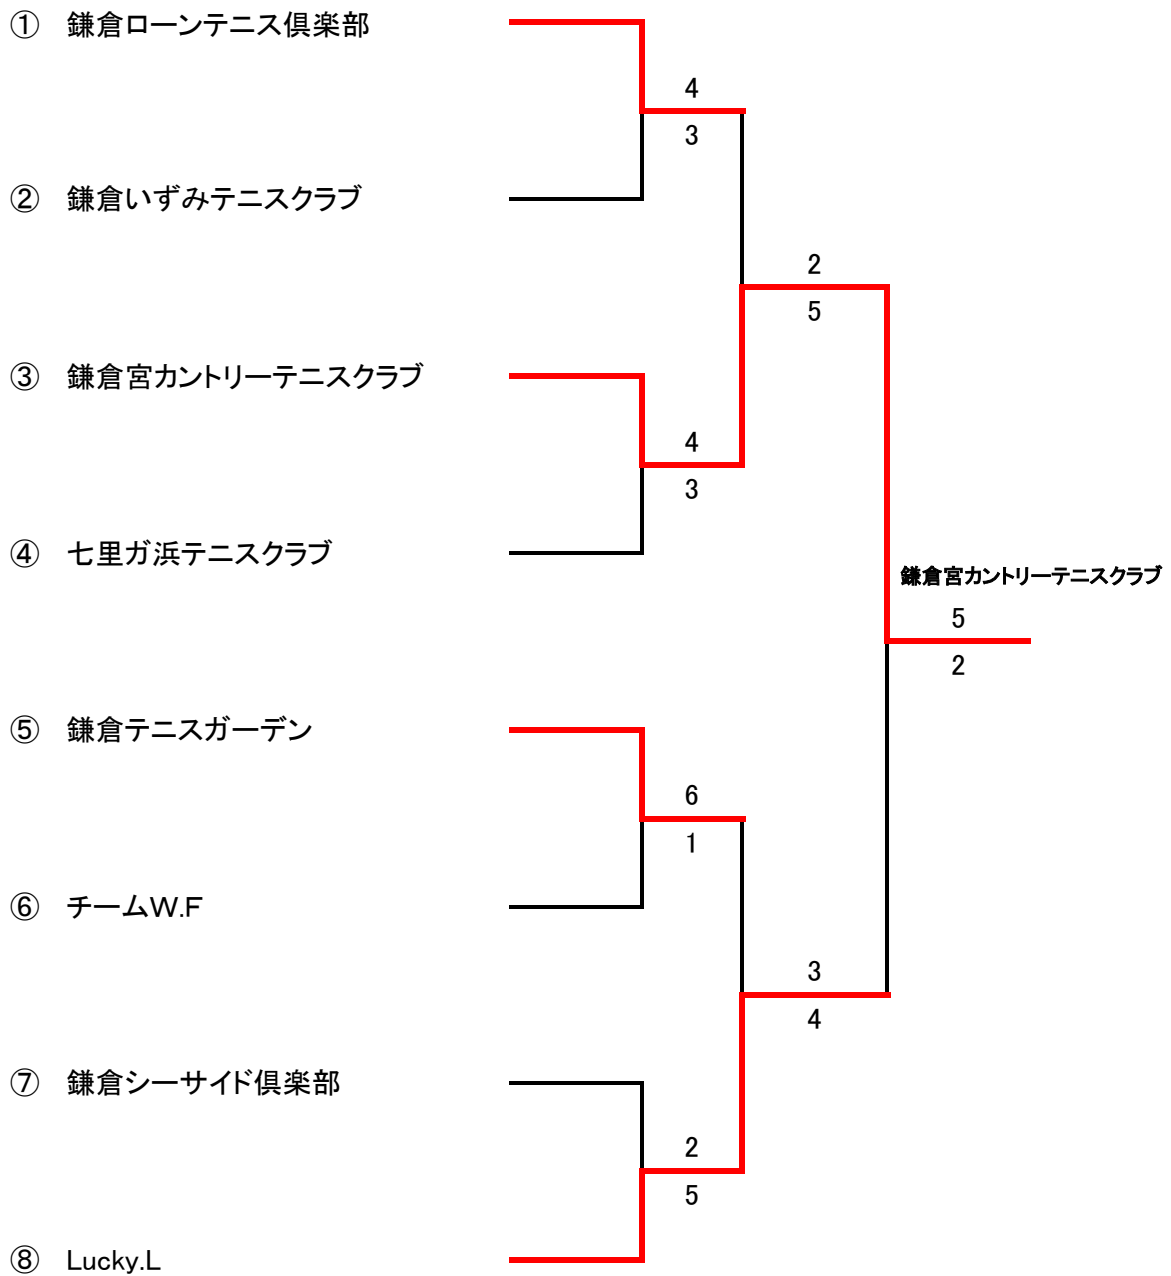 ① 鎌倉ローンテニス倶楽部
4
3
② 鎌倉いずみテニスクラブ
2
5
③ 鎌倉宮カントリーテニスクラブ
4
3
④ 七里ガ浜テニスクラブ
鎌倉宮カントリーテニスクラブ
5
2
⑤ 鎌倉テニスガーデン
6
1
⑥ チームW.F
3
4
⑦ 鎌倉シーサイド倶楽部
2
5
⑧ Lucky.L